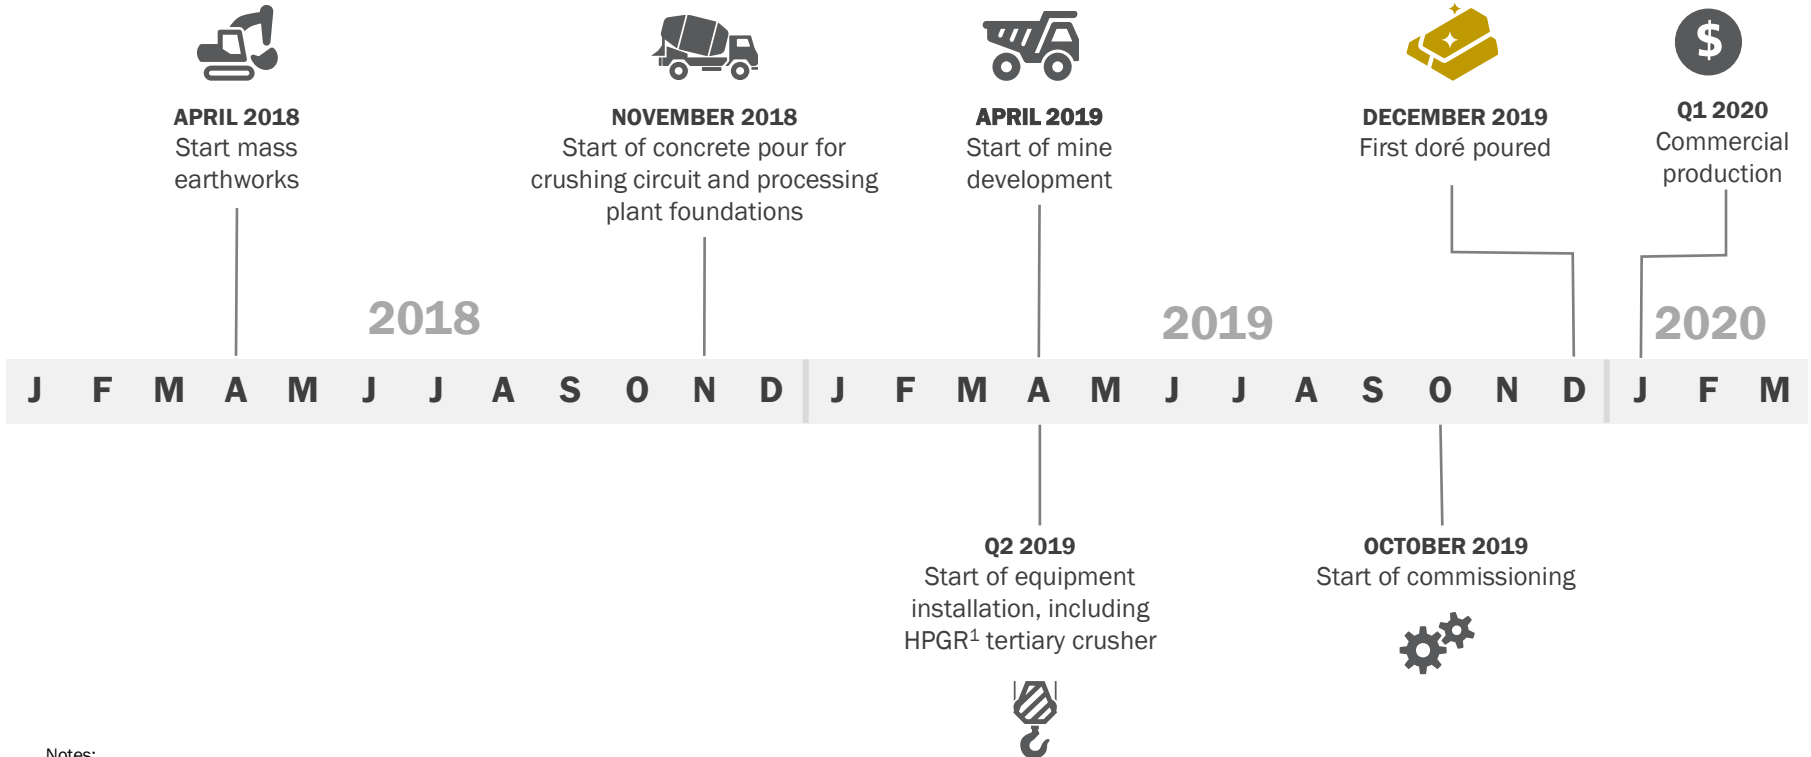 $
APRIL 2018
Start mass
earthworks
NOVEMBER 2018
Start of concrete pour for
crushing circuit and processing
plant foundations
APRIL 2019
Start of mine
development
DECEMBER 2019
First doré poured
Q1 2020
Commercial
production
2018
2019
2020
J F M A M J J A S O N D J F M A M J J A S O N D J F M
Q2 2019
Start of equipment
installation, including
HPGR¹ tertiary crusher
OCTOBER 2019
Start of commissioning
Notes: